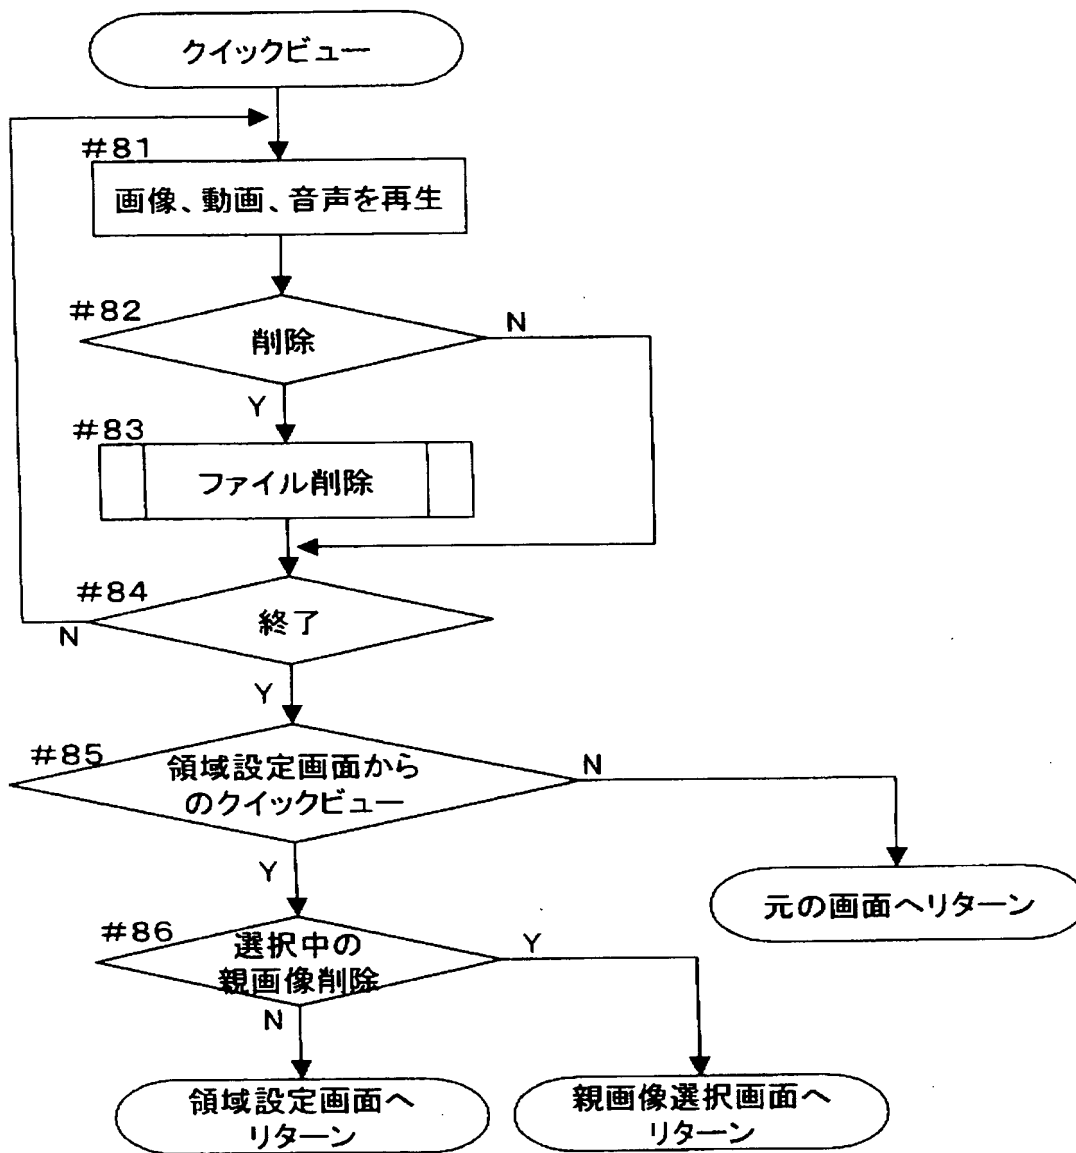 クイックビュー
#81
画像、動画、音声を再生
#82
削除
N
Y
#83
ファイル削除
#84
終了
N
Y
#85
領域設定画面から
のクイックビュー
N
Y
元の画面へリターン
#86
選択中の
親画像削除
Y
N
領域設定画面へ
リターン
親画像選択画面へ
リターン